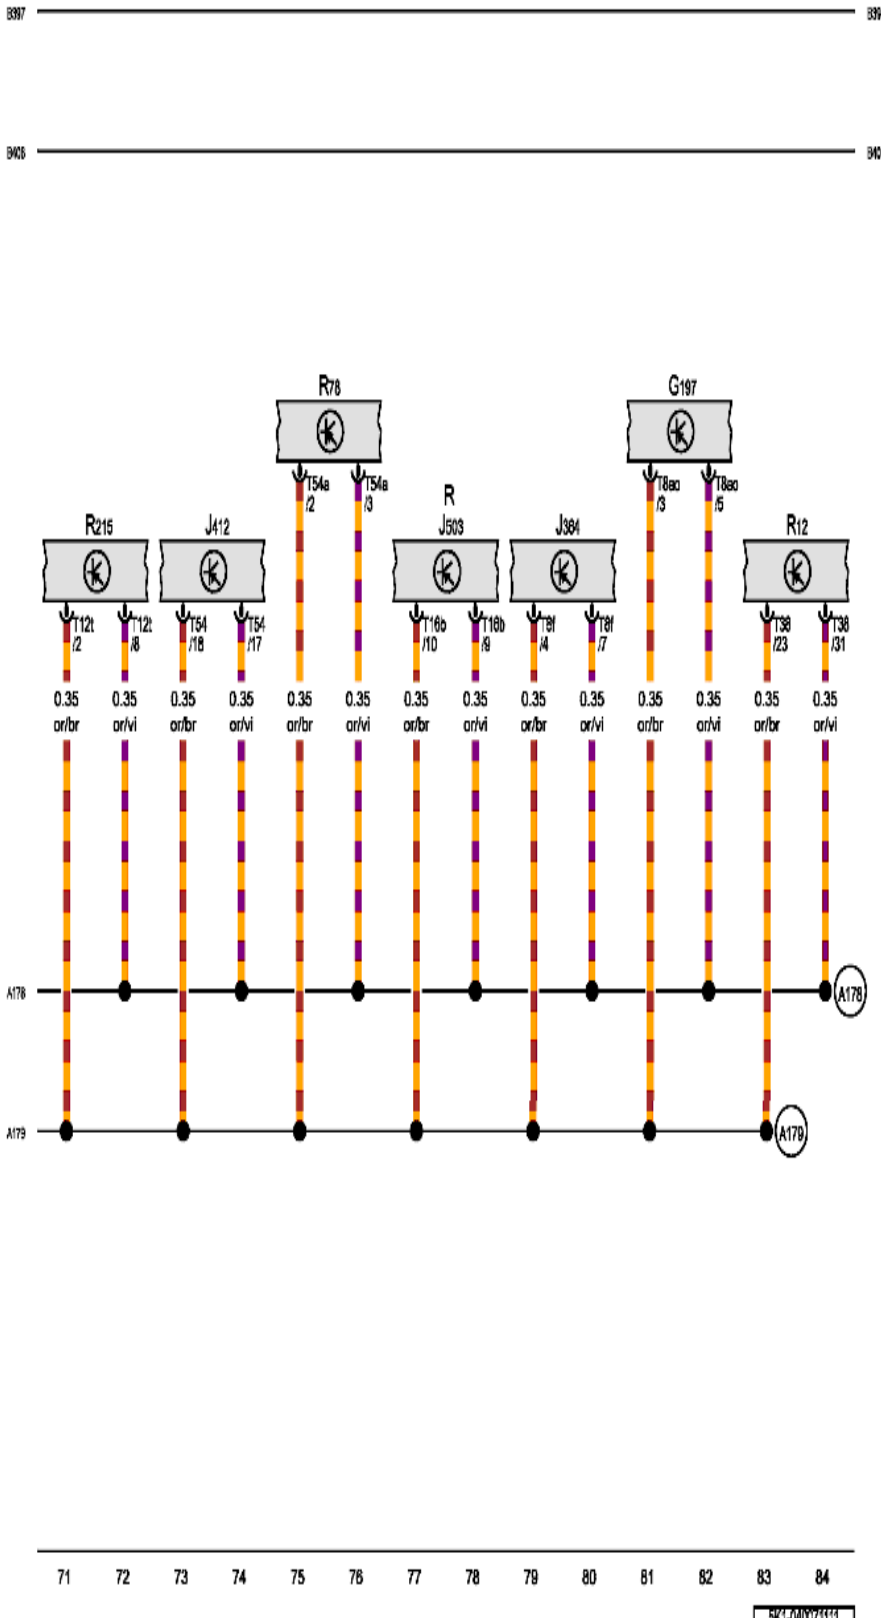 B397 B39
B406 B40
R78 G197
T54a T54a T8ao T8ao
/2 /3 /3 /5
R
R215 J412 J503 J364 R12
T12t T12t T54 T54 T16b T16b T8f T8f T38 T38
/2 /8 /18 /17 /10 /9 /4 /7 /23 /31
0.35 0.35 0.35 0.35 0.35 0.35 0.35 0.35 0.35 0.35 0.35 0.35 0.35 0.35
or/br or/vi or/br or/vi or/br or/vi or/br or/vi or/br or/vi or/br or/vi or/br or/vi
A178 A178
A179 A179
71 72 73 74 75 76 77 78 79 80 81 82 83 84